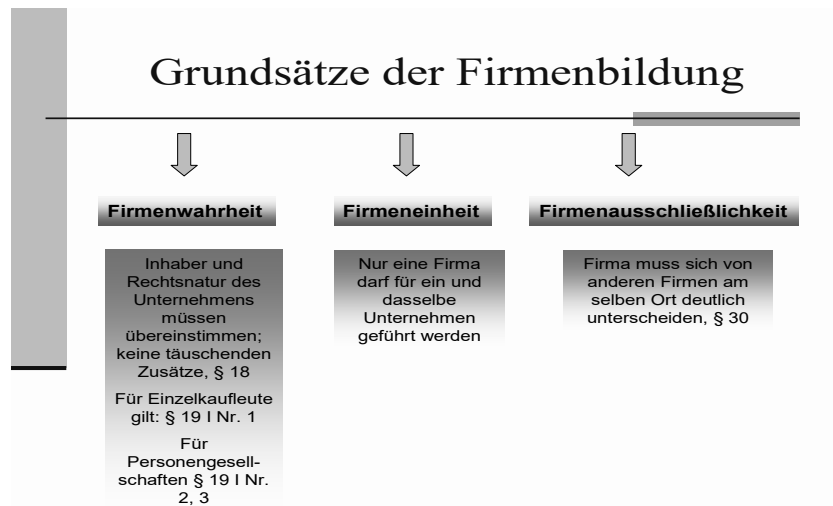 Grundsätze der Firmenbildung
Firmenwahrheit
Inhaber und
Rechtsnatur des
Unternehmens
müssen
übereinstimmen;
keine täuschenden
Zusätze, § 18
Für Einzelkaufleute
gilt: § 19 I Nr. 1
Für
Personengesell-
schaften § 19 I Nr.
2, 3
Firmeneinheit
Nur eine Firma
darf für ein und
dasselbe
Unternehmen
geführt werden
Firmenausschließlichkeit
Firma muss sich von
anderen Firmen am
selben Ort deutlich
unterscheiden, § 30